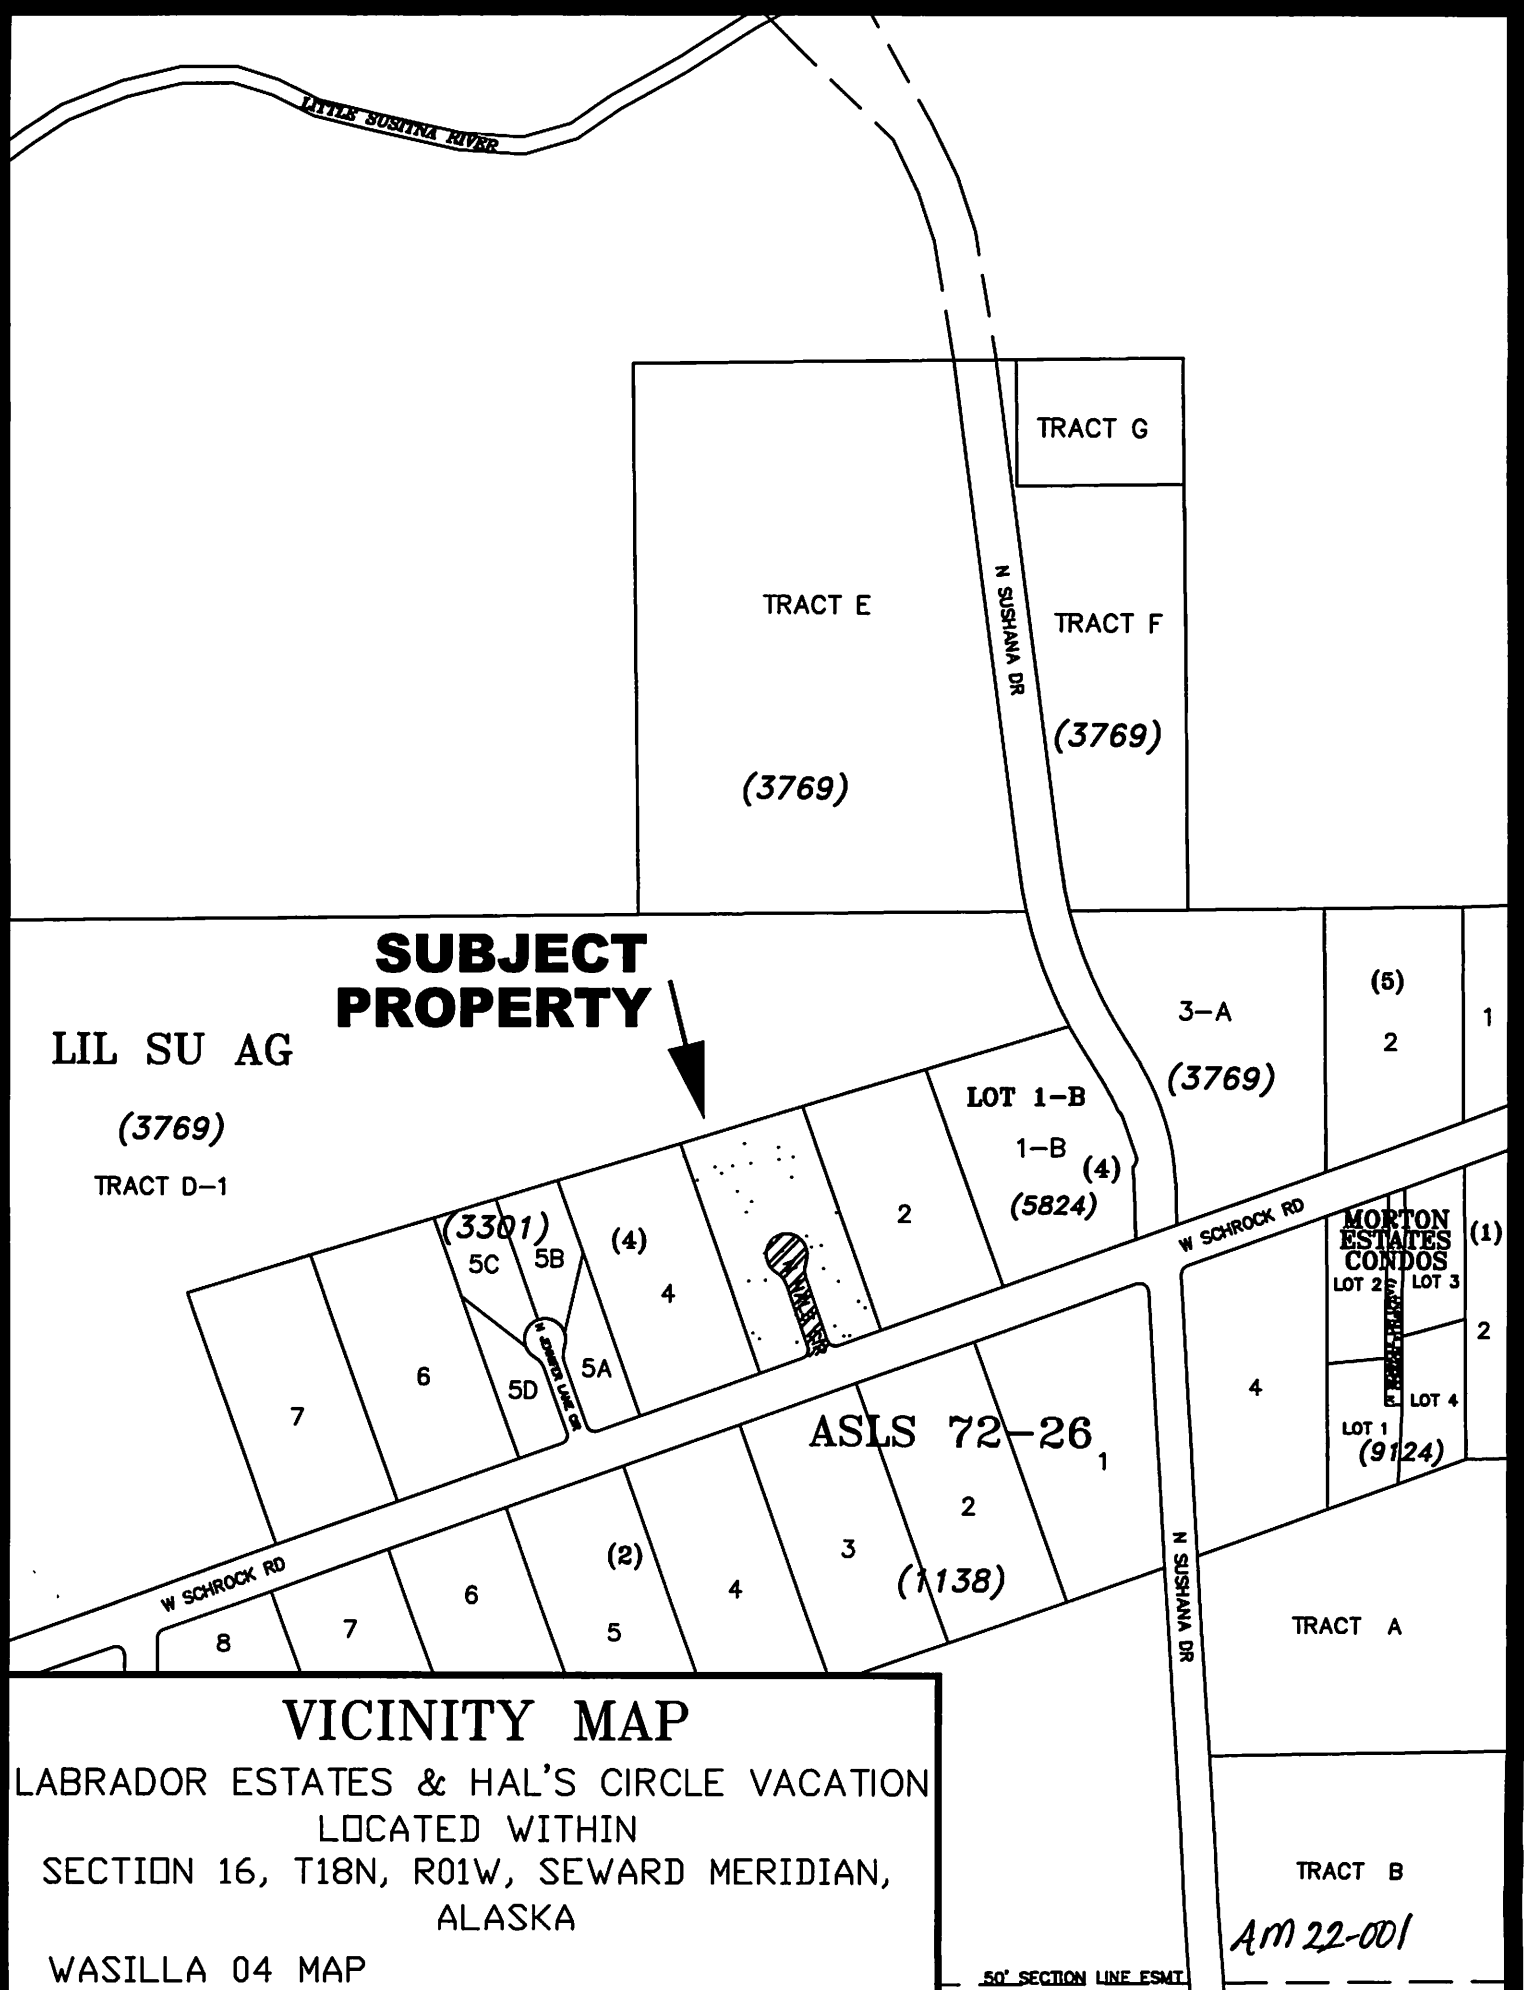 LITTLE SUSITNA RIVER
TRACT G
TRACT E
N SUSHANA DR
TRACT F
(3769)
(3769)
SUBJECT
PROPERTY
LIL SU AG
(3769)
TRACT D-1
3-A
(3769)
(5)
2
1
LOT 1-B
1-B
(4)
(5824)
2
(3301)
5C
5B
(4)
4
W SCHROCK RD
MORTON
ESTATES
CONDOS
(1)
LOT 2
LOT 3
2
7
6
5D
N JENNIFER LANE CIR
5A
4
LOT 4
LOT 1
(9124)
ASLS 72-26
1
2
3
(1138)
N SUSHANA DR
W SCHROCK RD
(2)
8
7
6
5
4
TRACT A
VICINITY MAP
LABRADOR ESTATES & HAL'S CIRCLE VACATION
LOCATED WITHIN
SECTION 16, T18N, R01W, SEWARD MERIDIAN,
ALASKA
WASILLA 04 MAP
TRACT B
AM 22-001
50' SECTION LINE ESMT